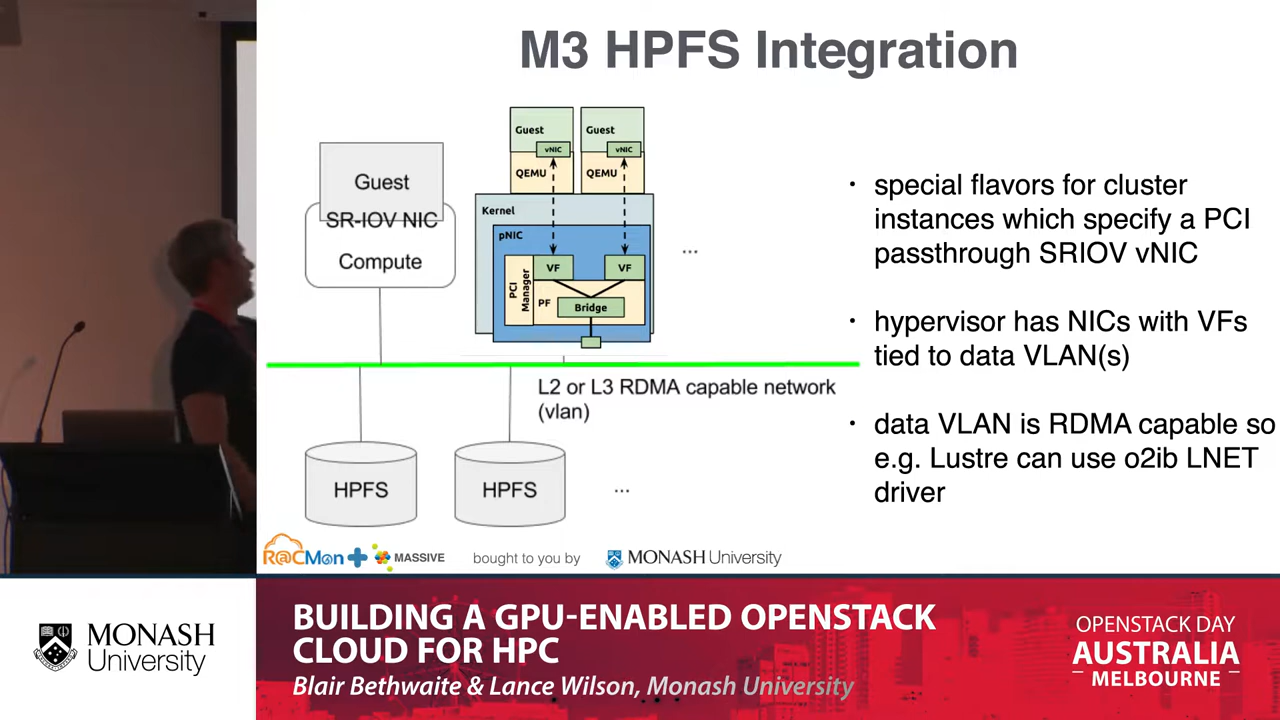 M3 HPFS Integration
Guest
SR-IOV NIC
Compute
Guest
vNIC
QEMU
Guest
vNIC
QEMU
Kernel
pNIC
VF
VF
PCI
Manager
PF
Bridge
...
L2 or L3 RDMA capable network
(vlan)
HPFS
HPFS
...
· special flavors for cluster
instances which specify a PCI
passthrough SRIOV vNIC
· hypervisor has NICs with VFs
tied to data VLAN(s)
· data VLAN is RDMA capable so
e.g. Lustre can use o2ib LNET
driver
R@CMon
MASSIVE
bought to you by
MONASH University
MONASH
University
BUILDING A GPU-ENABLED OPENSTACK
CLOUD FOR HPC
Blair Bethwaite & Lance Wilson, Monash University
OPENSTACK DAY
AUSTRALIA
– MELBOURNE –